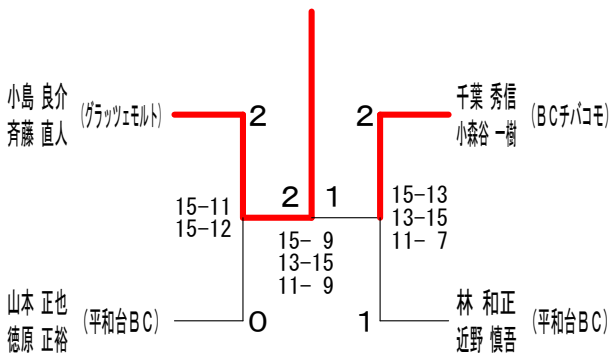 小島 良介
斉藤 直人
(グラッツェモルト)
2
2
千葉 秀信
小森谷 一樹
(BCチバコモ)
15-11
15-12
2
1
15-13
13-15
11- 7
15- 9
13-15
11- 9
山本 正也
徳原 正裕
(平和台BC)
0
1
林 和正
近野 慎吾
(平和台BC)